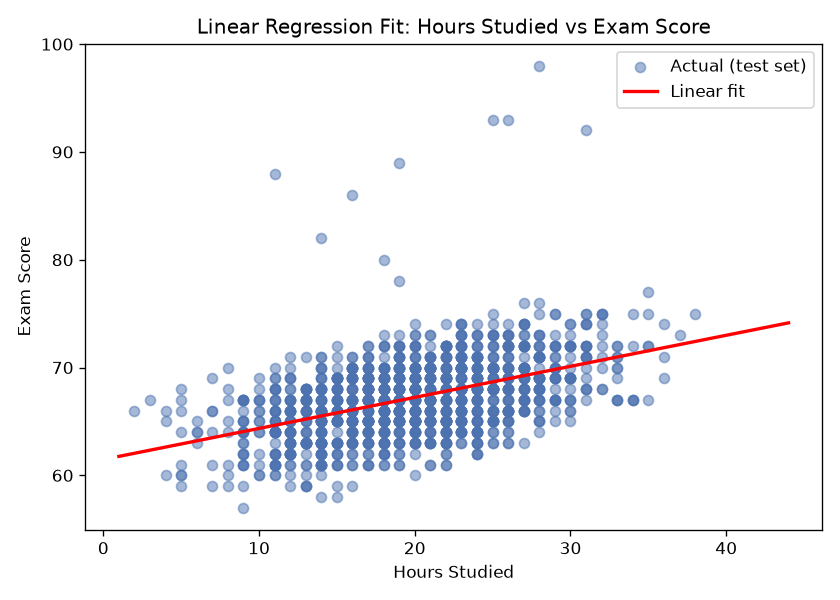 Linear Regression Fit: Hours Studied vs Exam Score
Actual (test set)
Linear fit
100
90
80
70
60
Exam Score
0 10 20 30 40
Hours Studied